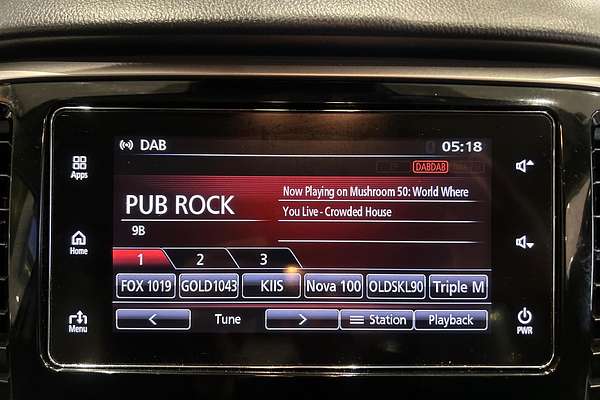 DAB
05:18
Apps
DABDAB
PUB ROCK
9B
Now Playing on Mushroom 50: World Where
You Live - Crowded House
Home
1 2 3
FOX 1019 GOLD1043 KIIS Nova 100 OLDSKL90 Triple M
Menu
< Tune > Station Playback
PWR